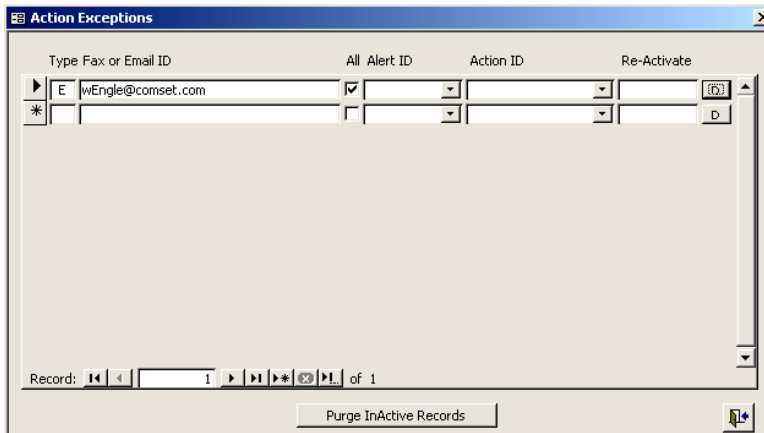 Action Exceptions
Type Fax or Email ID All Alert ID Action ID Re-Activate
E wEngle@comset.com D
D
Record: 1 of 1
Purge InActive Records